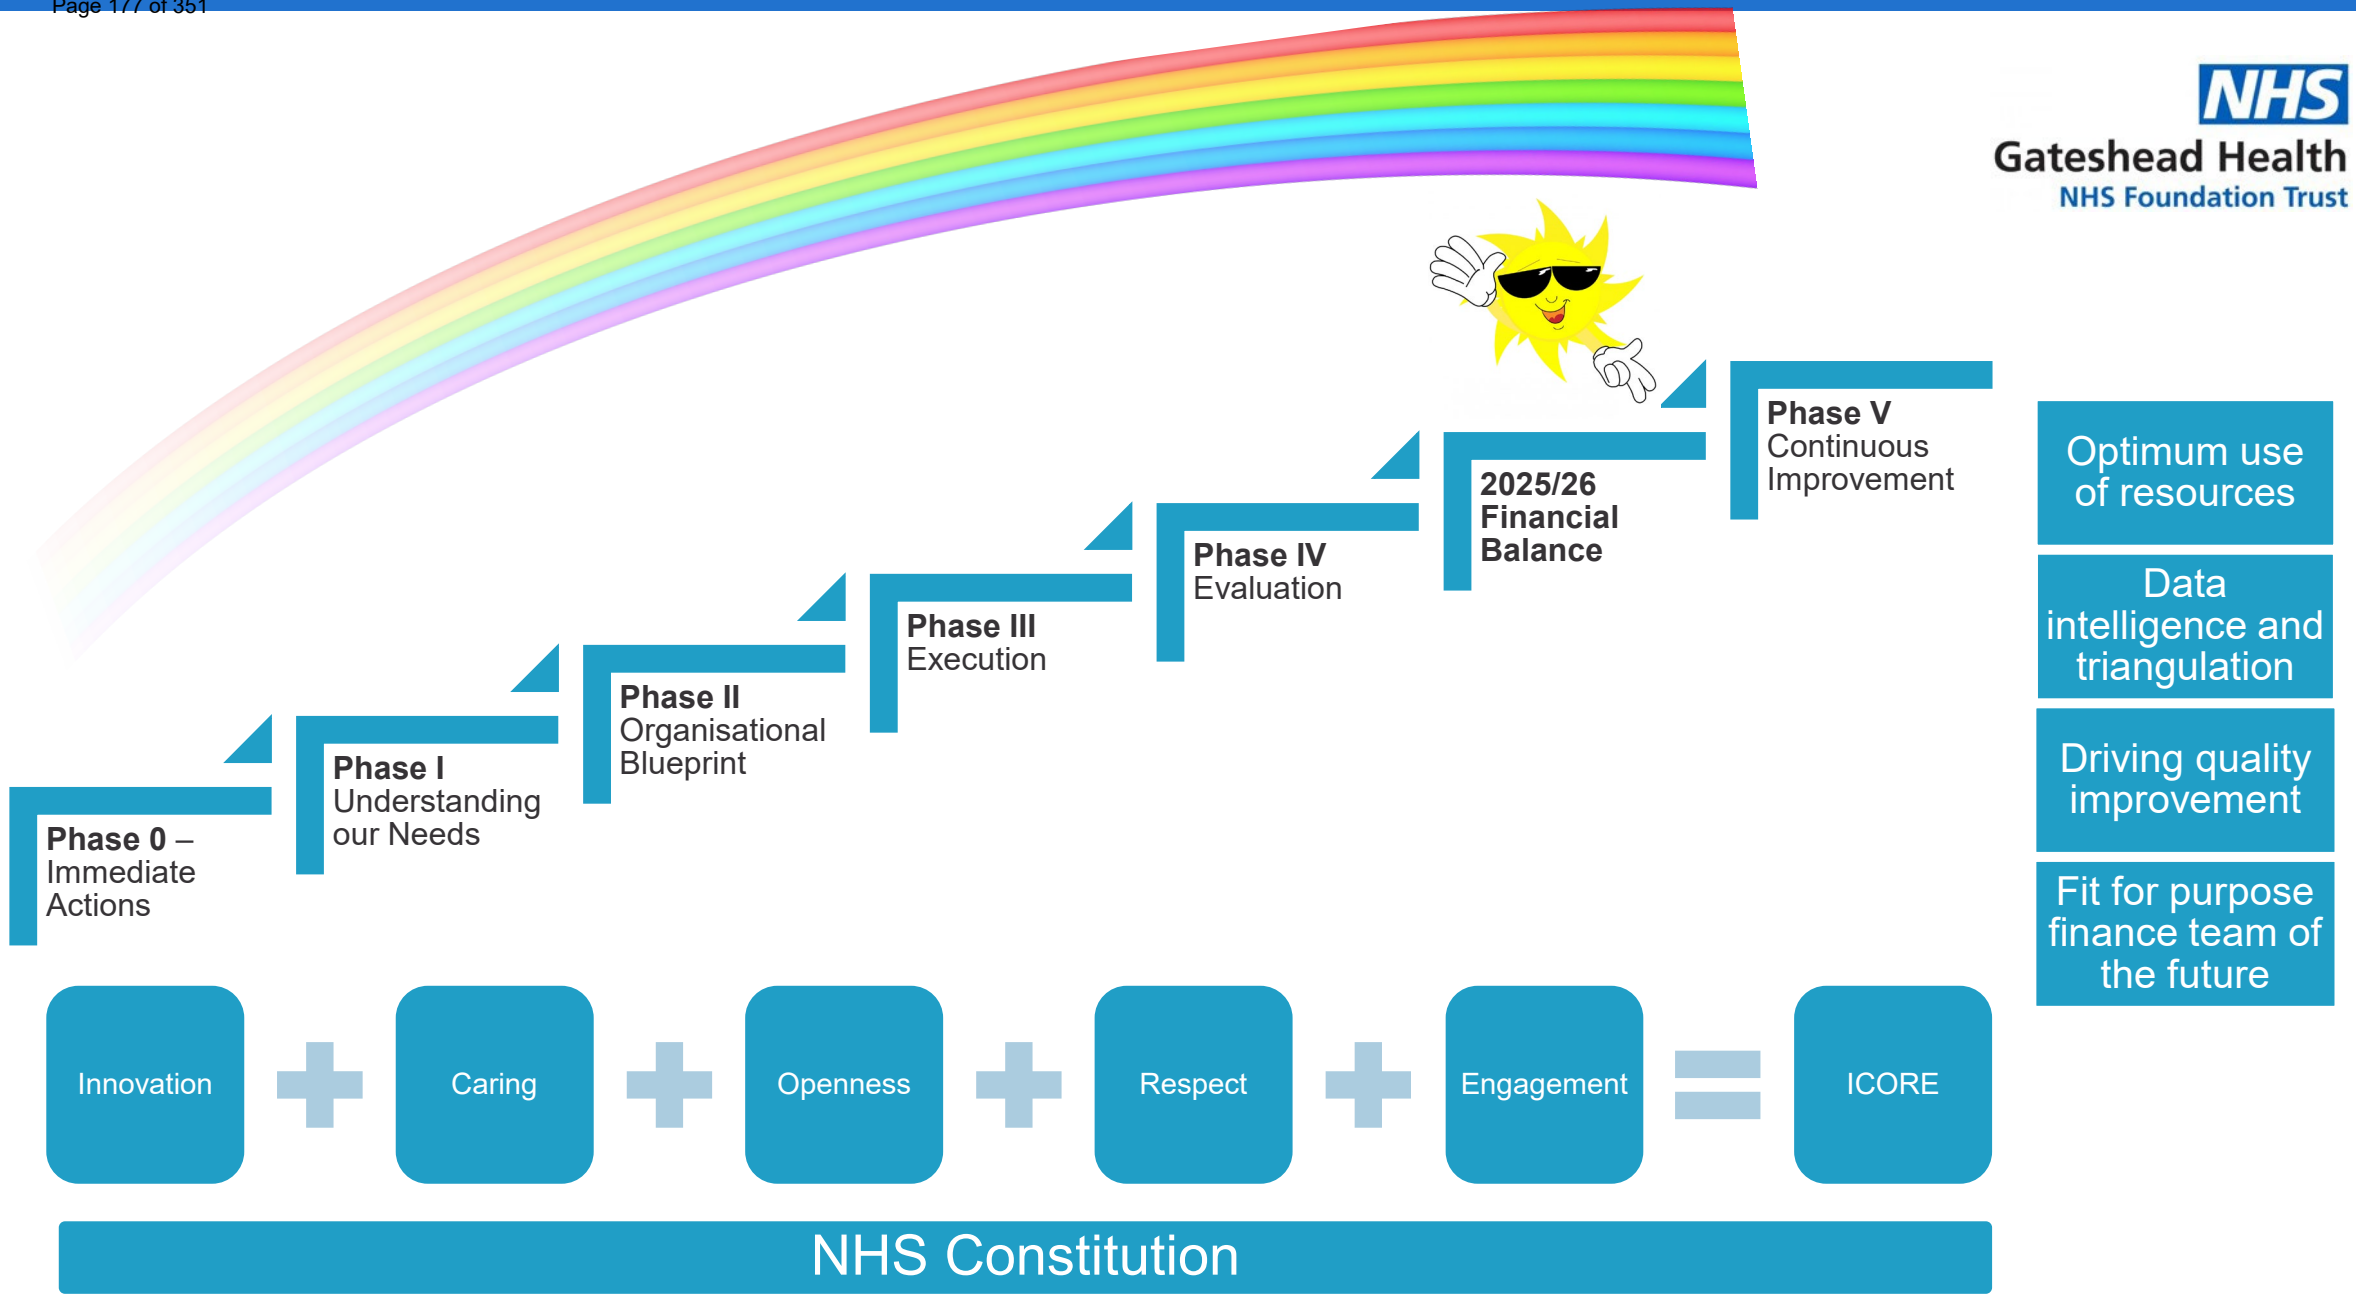 Page 177 of 351
NHS
Gateshead Health
NHS Foundation Trust
Phase 0 –
Immediate
Actions
Phase I
Understanding
our Needs
Phase II
Organisational
Blueprint
Phase III
Execution
Phase IV
Evaluation
2025/26
Financial
Balance
Phase V
Continuous
Improvement
Optimum use
of resources
Data
intelligence and
triangulation
Driving quality
improvement
Fit for purpose
finance team of
the future
Innovation
Caring
Openness
Respect
Engagement
ICORE
NHS Constitution